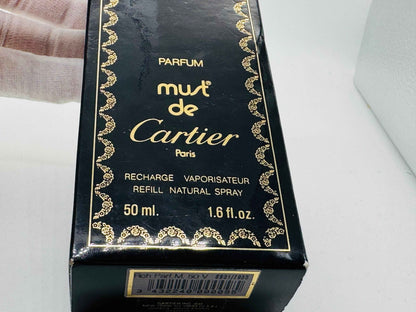 PARFUM
must®
de
Cartier
Paris
RECHARGE VAPORISATEUR
REFILL NATURAL SPRAY
50 ml. 1.6 fl.oz.